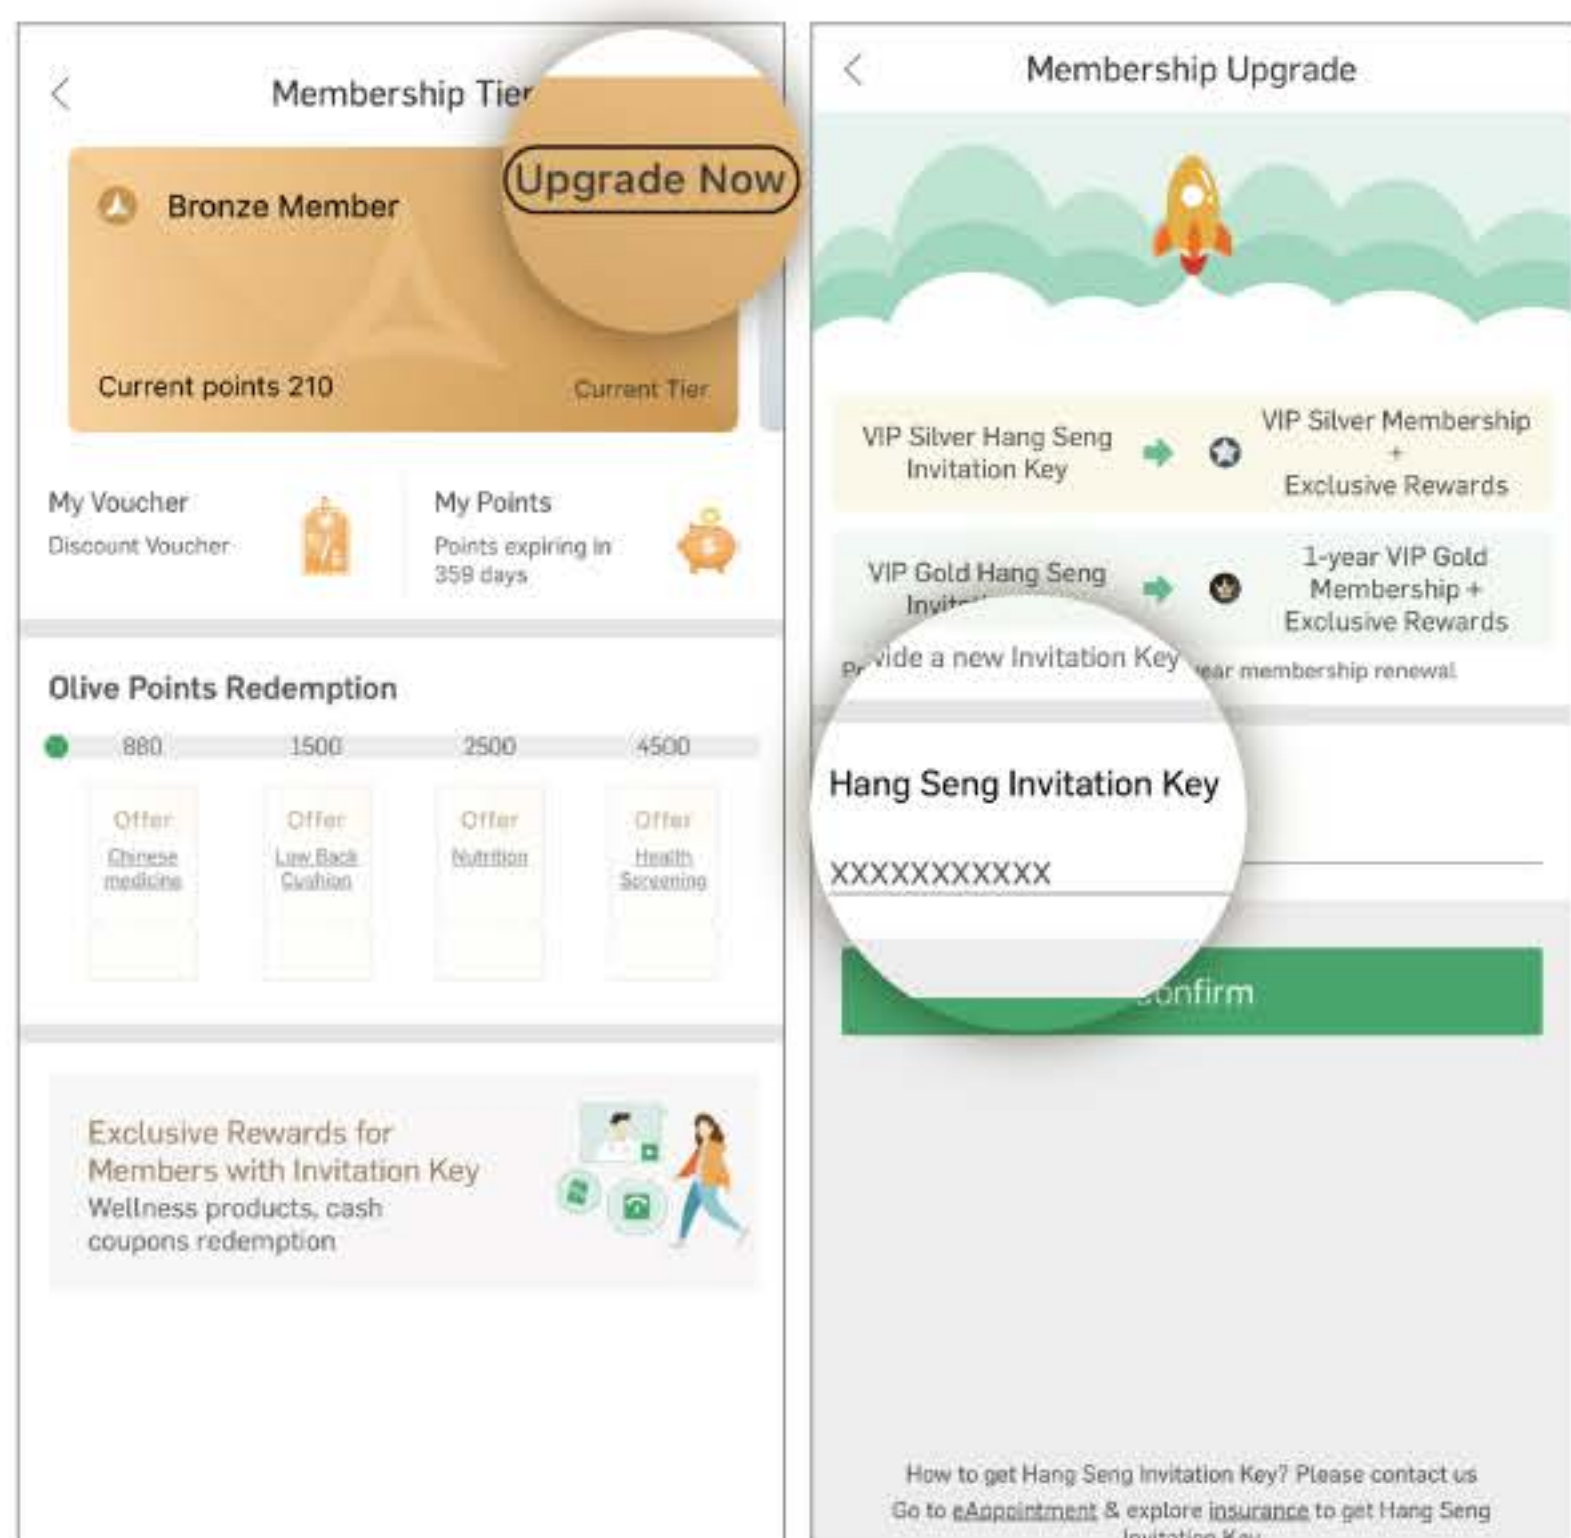 Membership Tier
Upgrade Now
Bronze Member
Current points 210
Current Tier
My Voucher
Discount Voucher
My Points
Points expiring in
359 days
Olive Points Redemption
880 1500 2500 4500
Offer Offer Offer Offer
Chinese
medicine
Low Back
Cushion
Nutrition
Health
Screening
Exclusive Rewards for
Members with Invitation Key
Wellness products, cash
coupons redemption
Membership Upgrade
VIP Silver Hang Seng
Invitation Key
VIP Silver Membership
+
Exclusive Rewards
VIP Gold Hang Seng
1-year VIP Gold
Membership +
Exclusive Rewards
a new Invitation Key
membership renewal
Hang Seng Invitation Key
XXXXXXXXXXX
Confirm
How to get Hang Seng Invitation Key? Please contact us
Go to eAppointment & explore insurance to get Hang Seng
Invitation Key